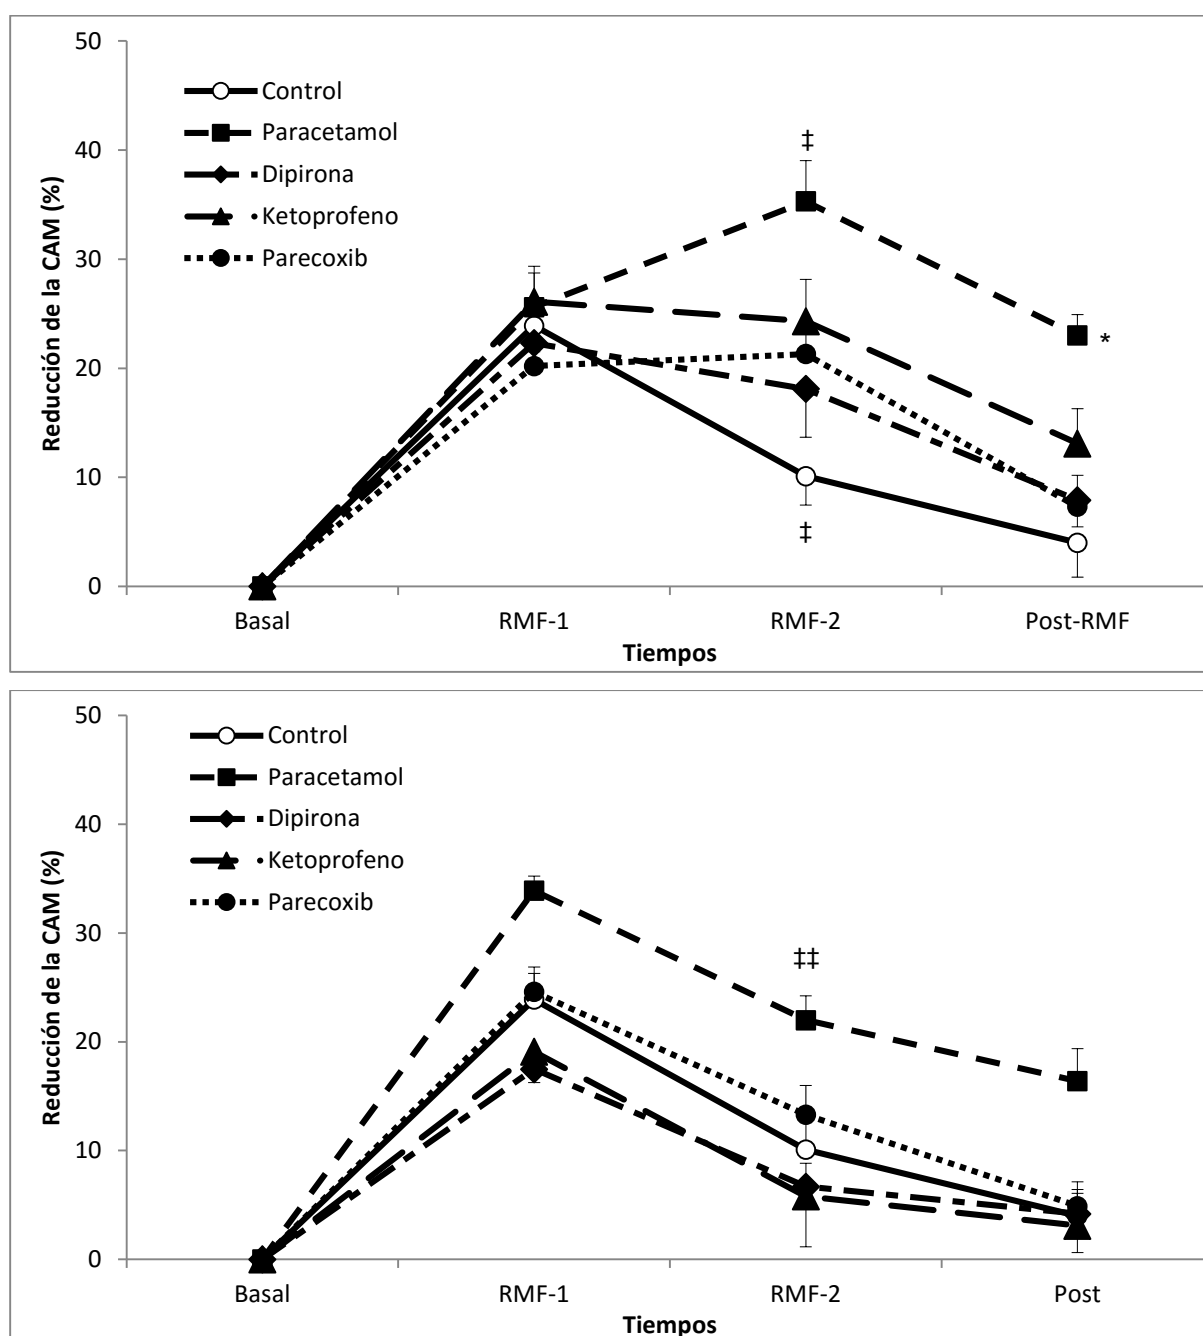 50
40
30
20
10
0
Reducción de la CAM (%)
Control
Paracetamol
Dipirona
Ketoprofeno
Parecoxib
‡
*
‡
Basal
RMF-1
RMF-2
Post-RMF
Tiempos
50
40
30
20
10
0
Reducción de la CAM (%)
Control
Paracetamol
Dipirona
Ketoprofeno
Parecoxib
‡‡
Basal
RMF-1
RMF-2
Post
Tiempos